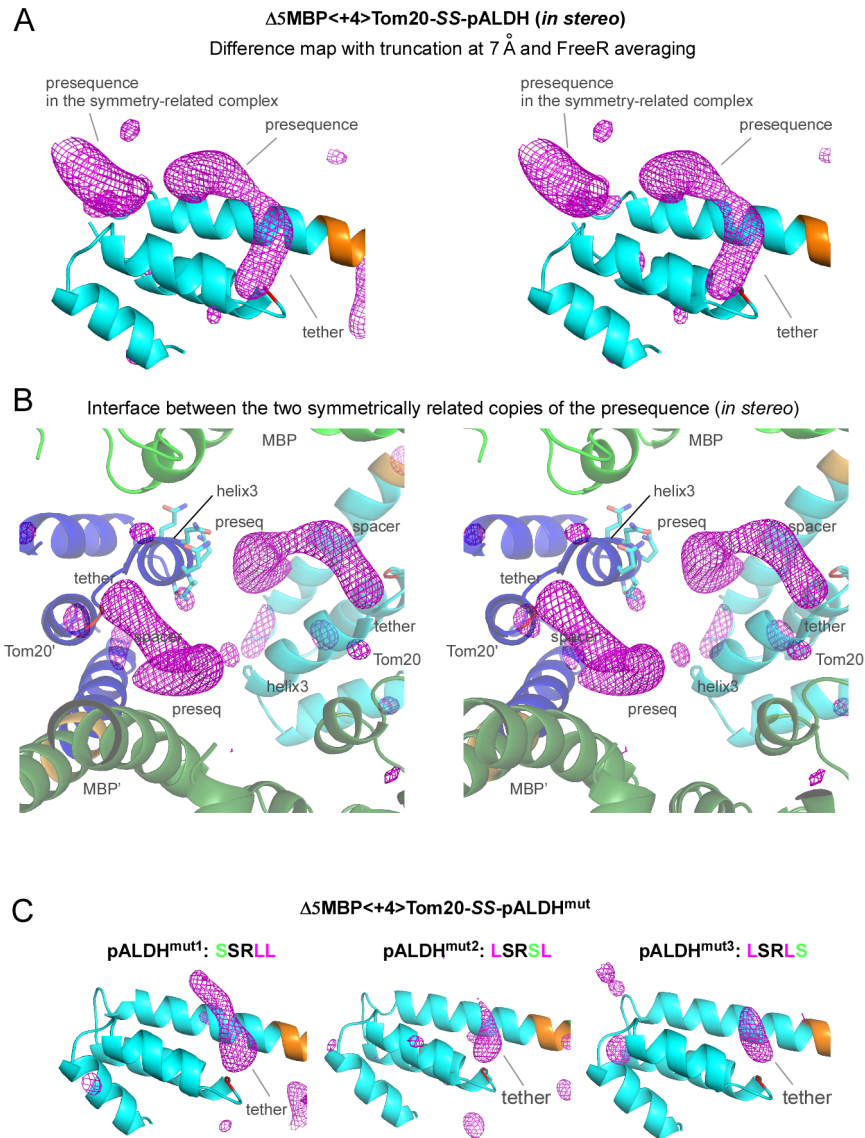 A
Δ5MBP<+4>Tom20-SS-pALDH (in stereo)
Difference map with truncation at 7 Å and FreeR averaging
presequence
in the symmetry-related complex
presequence
tether
presequence
in the symmetry-related complex
presequence
tether
B
Interface between the two symmetrically related copies of the presequence (in stereo)
MBP
helix3
preseq
spacer
tether
tether
spacer
Tom20'
Tom20
helix3
preseq
MBP'
MBP
helix3
preseq
spacer
tether
tether
spacer
Tom20'
Tom20
helix3
preseq
MBP'
C
Δ5MBP<+4>Tom20-SS-pALDHmut
pALDHmut1: SSRLL
pALDHmut2: LSRSL
pALDHmut3: LSRLS
tether
tether
tether